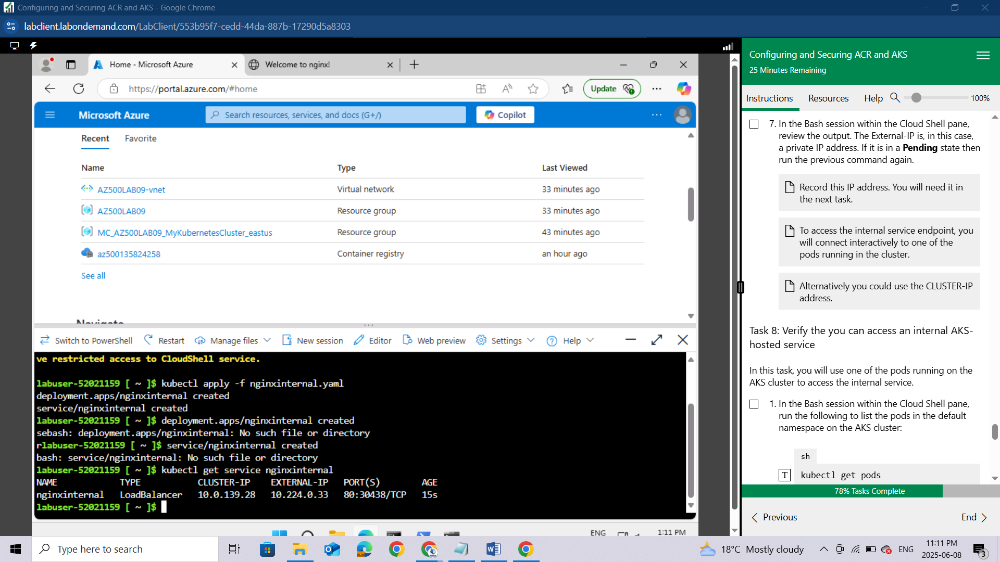 Configuring and Securing ACR and AKS - Google Chrome
labclient.labondemand.com/LabClient/553b95f7-cedd-44da-887b-17290d5a8303
Home - Microsoft Azure
Welcome to nginx!
https://portal.azure.com/#home
Update
Microsoft Azure
Search resources, services, and docs (G+/)
Copilot
Recent
Favorite
Name
Type
Last Viewed
AZ500LAB09-vnet
Virtual network
33 minutes ago
AZ500LAB09
Resource group
33 minutes ago
MC_AZ500LAB09_MyKubernetesCluster_eastus
Resource group
43 minutes ago
az500135824258
Container registry
an hour ago
See all
Navigate
Switch to PowerShell
Restart
Manage files
New session
Editor
Web preview
Settings
Help
ve restricted access to CloudShell service.
labuser-52021159 [ ~ ]$ kubectl apply -f nginxinternal.yaml
deployment.apps/nginxinternal created
service/nginxinternal created
labuser-52021159 [ ~ ]$ deployment.apps/nginxinternal created
sebash: deployment.apps/nginxinternal: No such file or directory
rlabuser-52021159 [ ~ ]$ service/nginxinternal created
bash: service/nginxinternal: No such file or directory
labuser-52021159 [ ~ ]$ kubectl get service nginxinternal
NAME TYPE CLUSTER-IP EXTERNAL-IP PORT(S) AGE
nginxinternal LoadBalancer 10.0.139.28 10.224.0.33 80:30438/TCP 15s
labuser-52021159 [ ~ ]$
ENG
1:11 PM
Configuring and Securing ACR and AKS
25 Minutes Remaining
Instructions
Resources
Help
100%
7. In the Bash session within the Cloud Shell pane,
review the output. The External-IP is, in this case,
a private IP address. If it is in a Pending state then
run the previous command again.
Record this IP address. You will need it in
the next task.
To access the internal service endpoint, you
will connect interactively to one of the
pods running in the cluster.
Alternatively you could use the CLUSTER-IP
address.
Task 8: Verify the you can access an internal AKS-
hosted service
In this task, you will use one of the pods running on the
AKS cluster to access the internal service.
1. In the Bash session within the Cloud Shell pane,
run the following to list the pods in the default
namespace on the AKS cluster:
sh
T
kubectl get pods
78% Tasks Complete
Previous
End
Type here to search
18°C Mostly cloudy
ENG
11:11 PM
2025-06-08
3